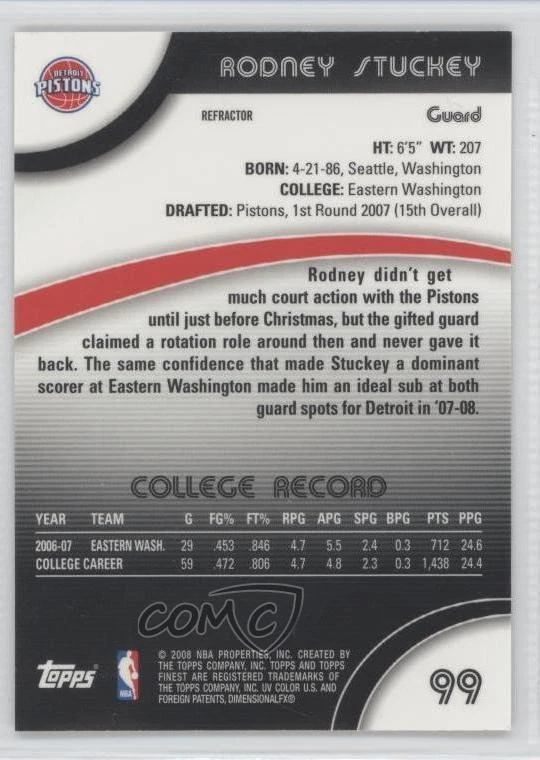 DETROIT
PISTONS
RODNEY STUCKEY
REFRACTOR
Guard
HT: 6'5" WT: 207
BORN: 4-21-86, Seattle, Washington
COLLEGE: Eastern Washington
DRAFTED: Pistons, 1st Round 2007 (15th Overall)
Rodney didn't get
much court action with the Pistons
until just before Christmas, but the gifted guard
claimed a rotation role around then and never gave it
back. The same confidence that made Stuckey a dominant
scorer at Eastern Washington made him an ideal sub at both
guard spots for Detroit in '07-08.
COLLEGE RECORD
YEAR TEAM G FG% FT% RPG APG SPG BPG PTS PPG
2006-07 EASTERN WASH. 29 .453 .846 4.7 5.5 2.4 0.3 712 24.6
COLLEGE CAREER 59 .472 .806 4.7 4.8 2.3 0.3 1,438 24.4
COMC
© 2008 NBA PROPERTIES, INC. CREATED BY
THE TOPPS COMPANY, INC. TOPPS AND TOPPS
FINEST ARE REGISTERED TRADEMARKS OF
THE TOPPS COMPANY, INC. UV COLOR U.S. AND
FOREIGN PATENTS, DIMENSIONALFX®
Topps
NBA
99